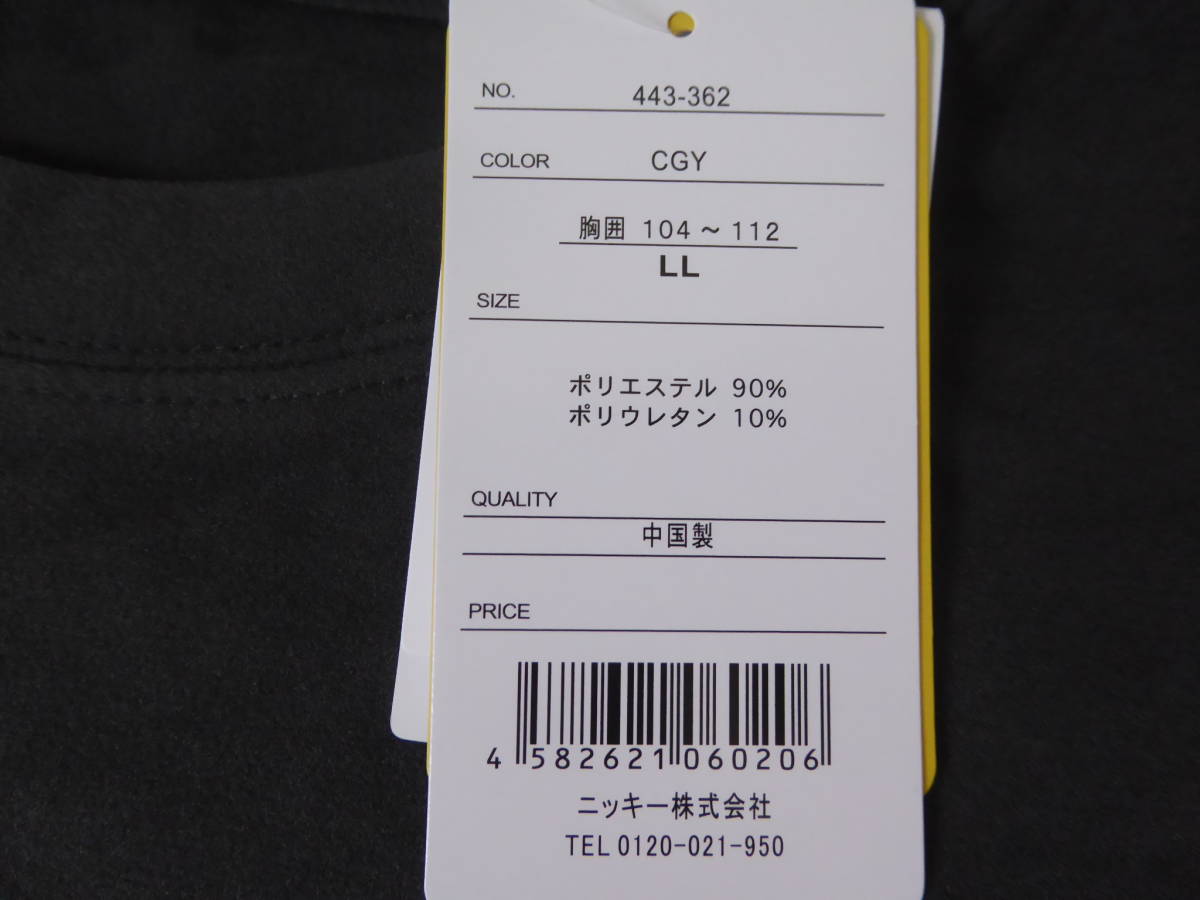 NO. 443-362
COLOR CGY
胸囲 104～112
LL
SIZE
ポリエステル 90%
ポリウレタン 10%
QUALITY
中国製
PRICE
4 582621 060206
ニッキー株式会社
TEL 0120-021-950